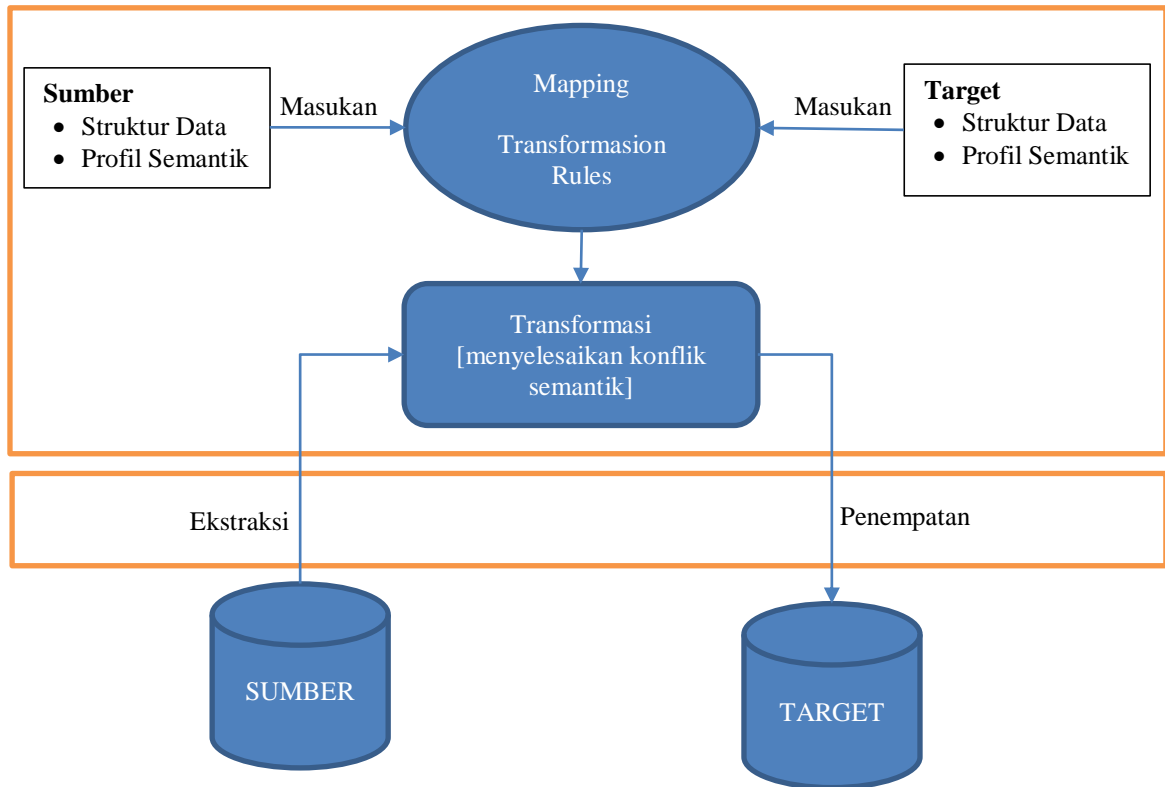 Sumber
• Struktur Data
• Profil Semantik
Masukan
Mapping
Transformasion
Rules
Masukan
Target
• Struktur Data
• Profil Semantik
Transformasi
[menyelesaikan konflik
semantik]
Ekstraksi
Penempatan
SUMBER
TARGET